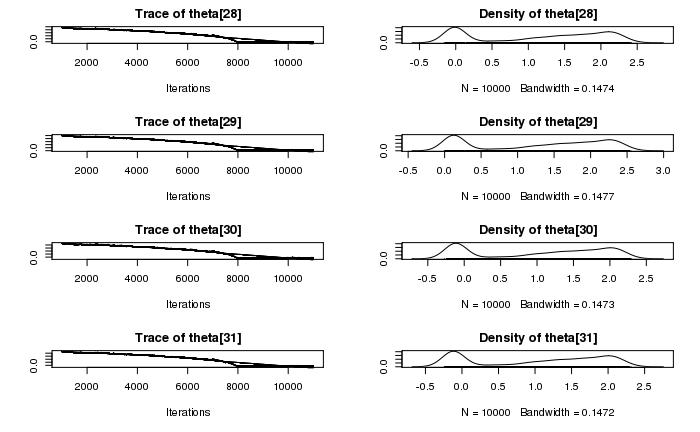 Trace of theta[28]
Density of theta[28]
0.0
0.0
2000 4000 6000 8000 10000
-0.5 0.0 0.5 1.0 1.5 2.0 2.5
Iterations
N = 10000 Bandwidth = 0.1474
Trace of theta[29]
Density of theta[29]
0.0
0.0
2000 4000 6000 8000 10000
-0.5 0.0 0.5 1.0 1.5 2.0 2.5 3.0
Iterations
N = 10000 Bandwidth = 0.1477
Trace of theta[30]
Density of theta[30]
0.0
0.0
2000 4000 6000 8000 10000
-0.5 0.0 0.5 1.0 1.5 2.0 2.5
Iterations
N = 10000 Bandwidth = 0.1473
Trace of theta[31]
Density of theta[31]
0.0
0.0
2000 4000 6000 8000 10000
-0.5 0.0 0.5 1.0 1.5 2.0 2.5
Iterations
N = 10000 Bandwidth = 0.1472